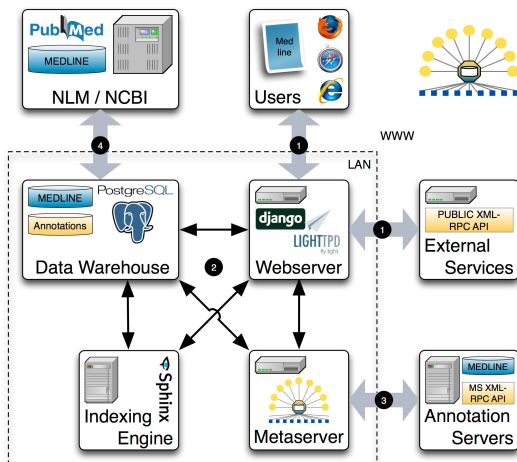 PubMed
MEDLINE
NLM / NCBI
Med
line
Users
4
1
WWW
LAN
MEDLINE
Annotations
PostgreSQL
Data Warehouse
django
LIGHTTPD
fly light.
Webserver
1
PUBLIC XML-
RPC API
External
Services
2
Sphinx
Indexing
Engine
Metaserver
3
MEDLINE
MS XML-
RPC API
Annotation
Servers